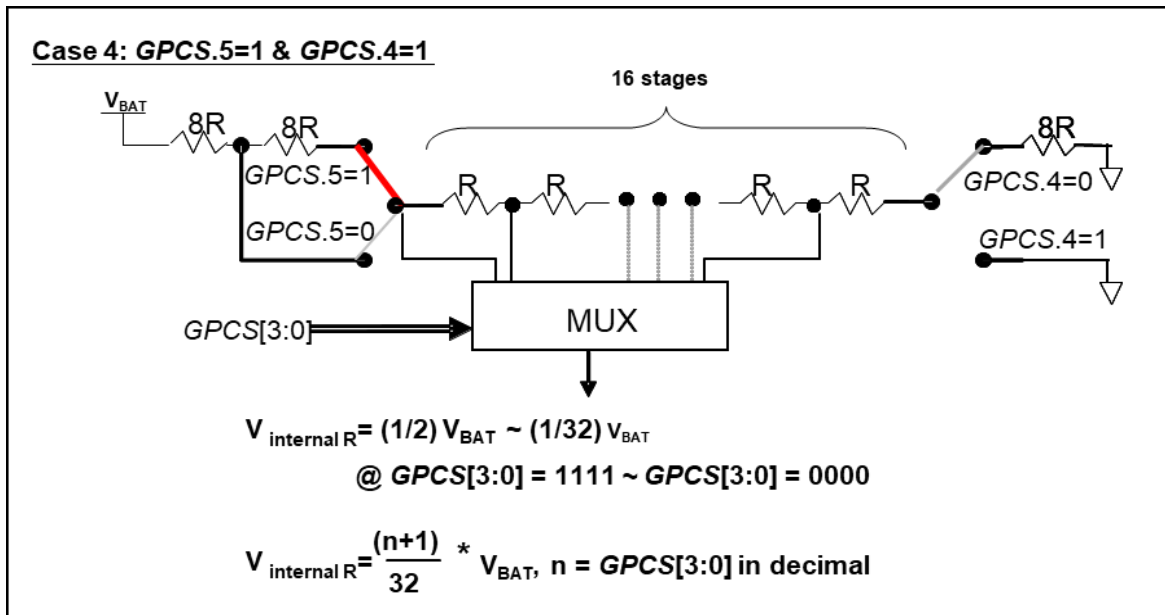 Case 4: GPCS.5=1 & GPCS.4=1
16 stages
VBAT
8R
8R
8R
GPCS.5=1
R
R
R
R
GPCS.4=0
GPCS.5=0
GPCS.4=1
MUX
GPCS[3:0]
V internal R = (1/2) VBAT ~ (1/32) VBAT
@ GPCS[3:0] = 1111 ~ GPCS[3:0] = 0000
V internal R = (n+1)/32 * VBAT, n = GPCS[3:0] in decimal